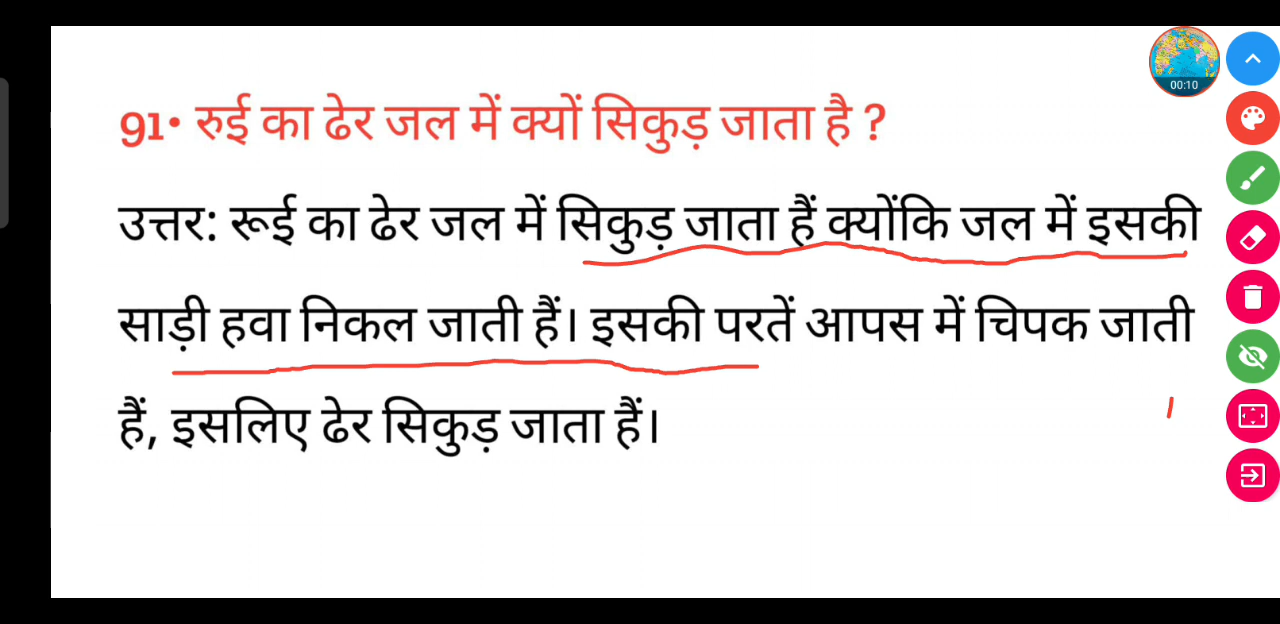 00:10
91• रुई का ढेर जल में क्यों सिकुड़ जाता है ?
उत्तर: रूई का ढेर जल में सिकुड़ जाता हैं क्योंकि जल में इसकी
साड़ी हवा निकल जाती हैं। इसकी परतें आपस में चिपक जाती
हैं, इसलिए ढेर सिकुड़ जाता हैं।